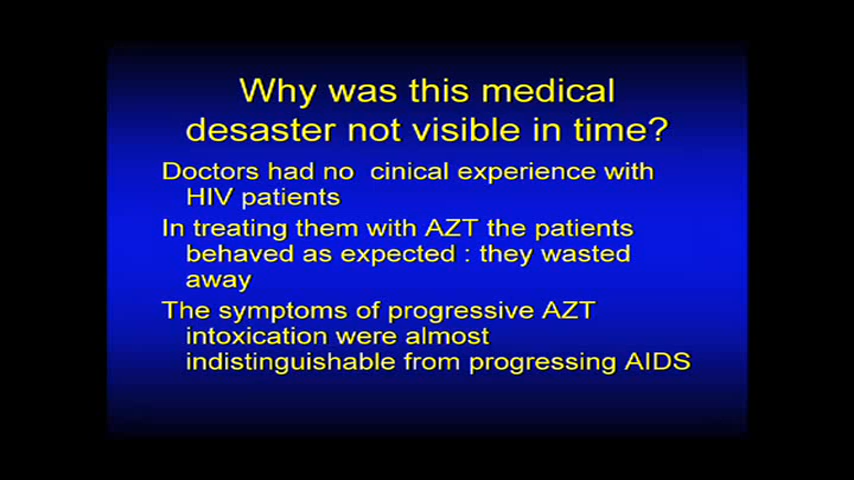 Why was this medical
desaster not visible in time?
Doctors had no cinical experience with
HIV patients
In treating them with AZT the patients
behaved as expected : they wasted
away
The symptoms of progressive AZT
intoxication were almost
indistinguishable from progressing AIDS